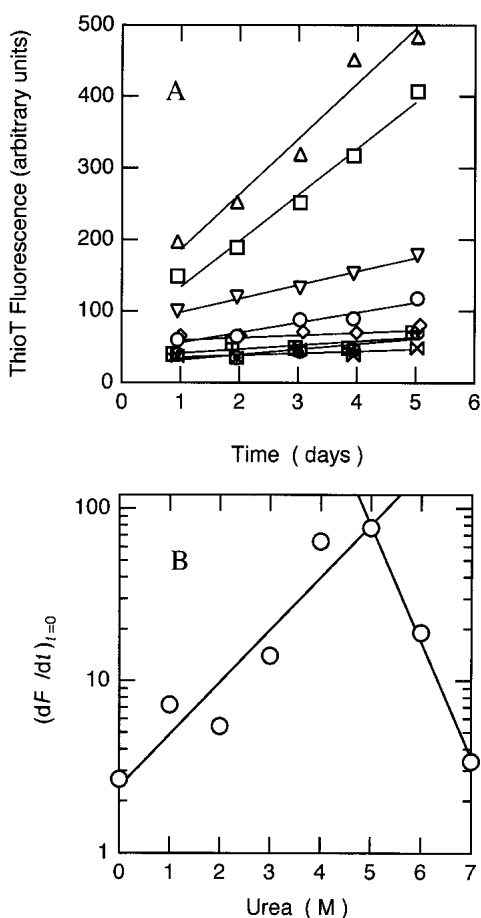 500
400
300
200
100
0
ThioT Fluorescence (arbitrary units)
A
0 1 2 3 4 5 6
Time ( days )
100
10
1
(dF /dt)t=0
B
0 1 2 3 4 5 6 7
Urea ( M )